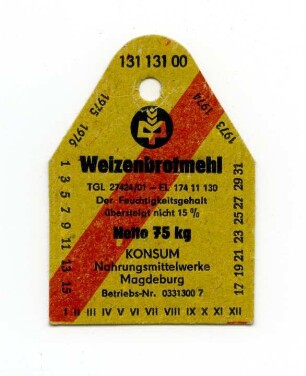 131 131 00
1976 1975
1974 1973
Weizenbrotmehl
TGL 27424/01 – EL 174 11 130
Der Feuchtigkeitsgehalt
übersteigt nicht 15 %
Netto 75 kg
KONSUM
Nahrungsmittelwerke
Magdeburg
Betriebs-Nr. 0331300 7
1 3 5 7 9 11 13 15
17 19 21 23 25 27 29 31
I II III IV V VI VII VIII IX X XI XII